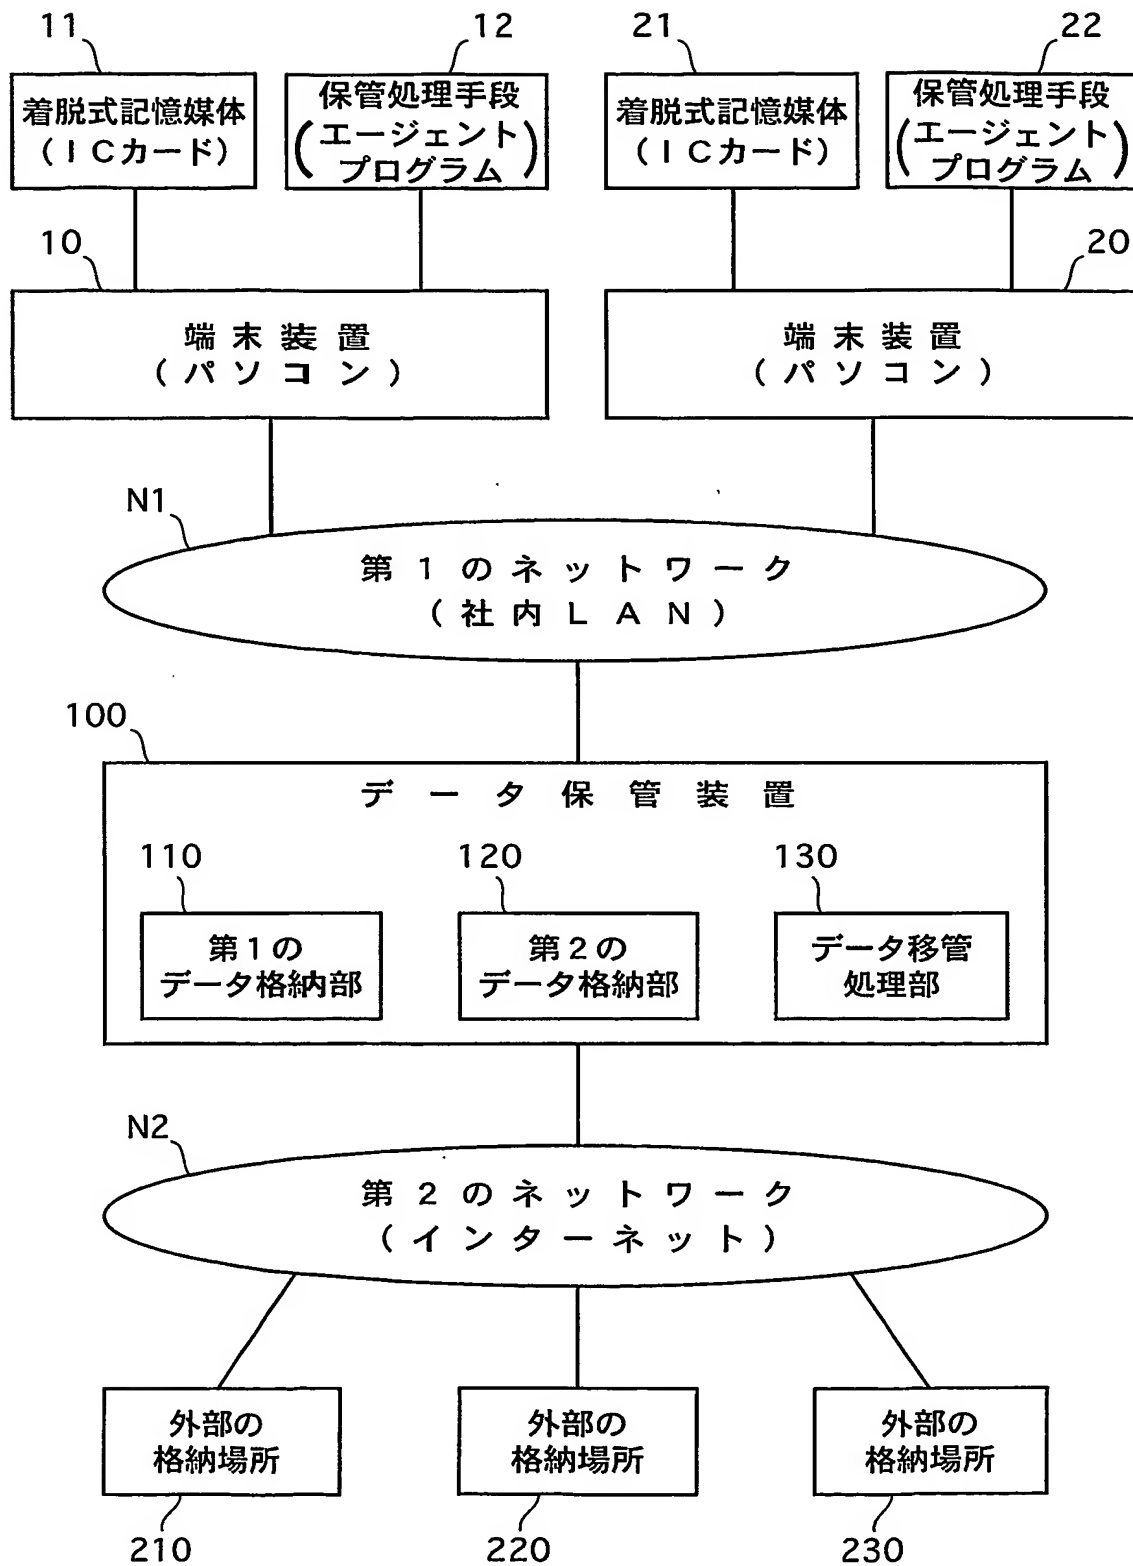 11
12
21
22
着脱式記憶媒体
（ＩＣカード）
保管処理手段
（エージェント
プログラム）
着脱式記憶媒体
（ＩＣカード）
保管処理手段
（エージェント
プログラム）
10
20
端末装置
（パソコン）
端末装置
（パソコン）
N1
第１のネットワーク
（社内ＬＡＮ）
100
データ保管装置
110
120
130
第1の
データ格納部
第2の
データ格納部
データ移管
処理部
N2
第２のネットワーク
（インターネット）
外部の
格納場所
外部の
格納場所
外部の
格納場所
210
220
230